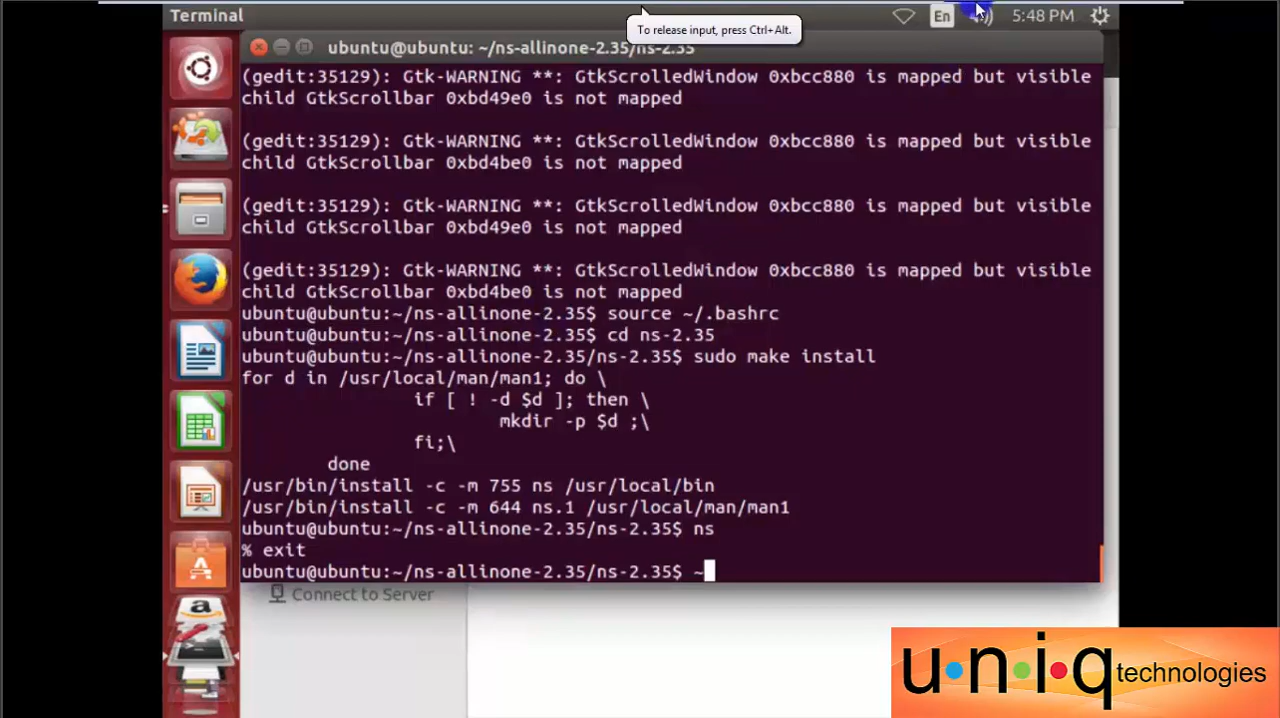 Terminal
En
5:48 PM
To release input, press Ctrl+Alt.
ubuntu@ubuntu: ~/ns-allinone-2.35/ns-2.35
(gedit:35129): Gtk-WARNING **: GtkScrolledWindow 0xbcc880 is mapped but visible
child GtkScrollbar 0xbd49e0 is not mapped
(gedit:35129): Gtk-WARNING **: GtkScrolledWindow 0xbcc880 is mapped but visible
child GtkScrollbar 0xbd4be0 is not mapped
(gedit:35129): Gtk-WARNING **: GtkScrolledWindow 0xbcc880 is mapped but visible
child GtkScrollbar 0xbd49e0 is not mapped
(gedit:35129): Gtk-WARNING **: GtkScrolledWindow 0xbcc880 is mapped but visible
child GtkScrollbar 0xbd4be0 is not mapped
ubuntu@ubuntu:~/ns-allinone-2.35$ source ~/.bashrc
ubuntu@ubuntu:~/ns-allinone-2.35$ cd ns-2.35
ubuntu@ubuntu:~/ns-allinone-2.35/ns-2.35$ sudo make install
for d in /usr/local/man/man1; do \
if [ ! -d $d ]; then \
mkdir -p $d ;\
fi;\
done
/usr/bin/install -c -m 755 ns /usr/local/bin
/usr/bin/install -c -m 644 ns.1 /usr/local/man/man1
ubuntu@ubuntu:~/ns-allinone-2.35/ns-2.35$ ns
% exit
ubuntu@ubuntu:~/ns-allinone-2.35/ns-2.35$ ~
Connect to Server
a
u·n·i·q technologies